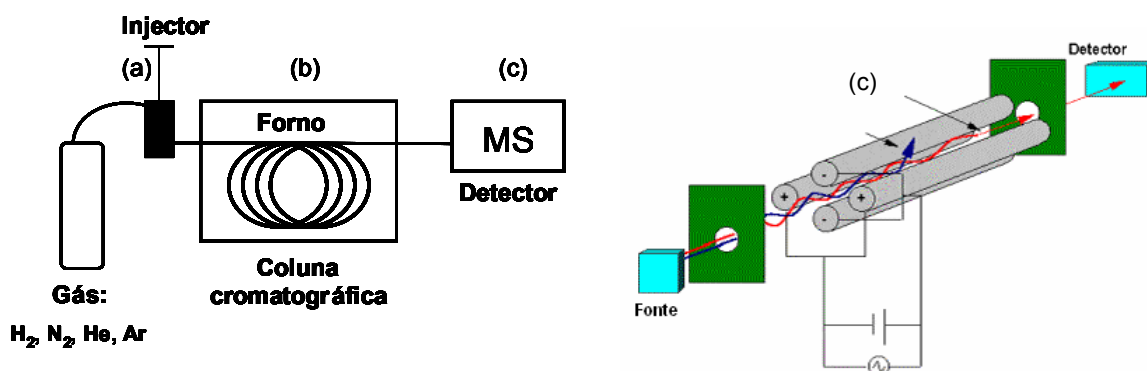 Injector
(a)
(b)
(c)
Forno
MS
Detector
Coluna
cromatográfica
Gás:
H₂, N₂, He, Ar
Detector
(c)
-
+
+
-
Fonte